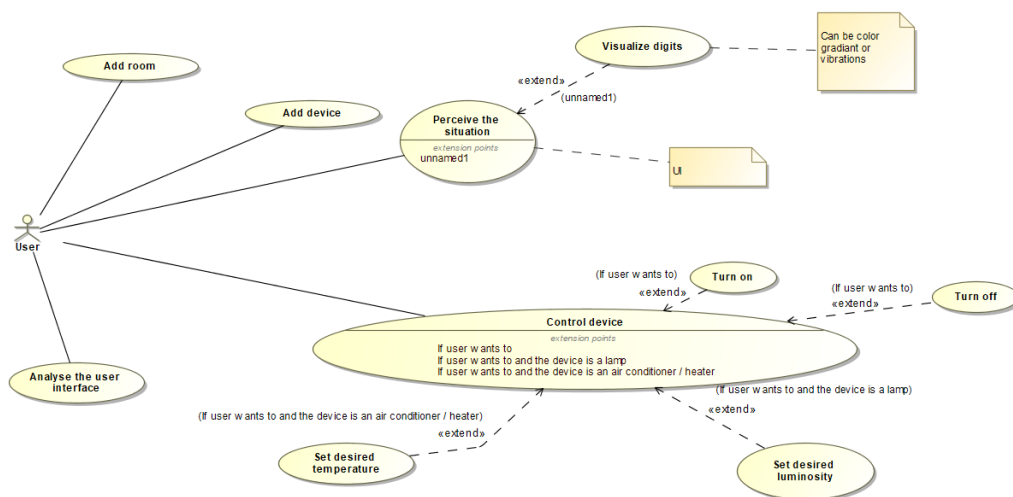 Visualize digits
Can be color
gradiant or
vibrations
Add room
«extend»
(unnamed1)
Add device
Perceive the
situation
extension points
unnamed1
UI
User
(If user wants to)
Turn on
«extend»
(If user wants to)
«extend»
Turn off
Control device
extension points
If user wants to
If user wants to and the device is a lamp
If user wants to and the device is an air conditioner / heater
Analyse the user
interface
(If user wants to and the device is a lamp)
«extend»
(If user wants to and the device is an air conditioner / heater)
«extend»
Set desired
temperature
Set desired
luminosity